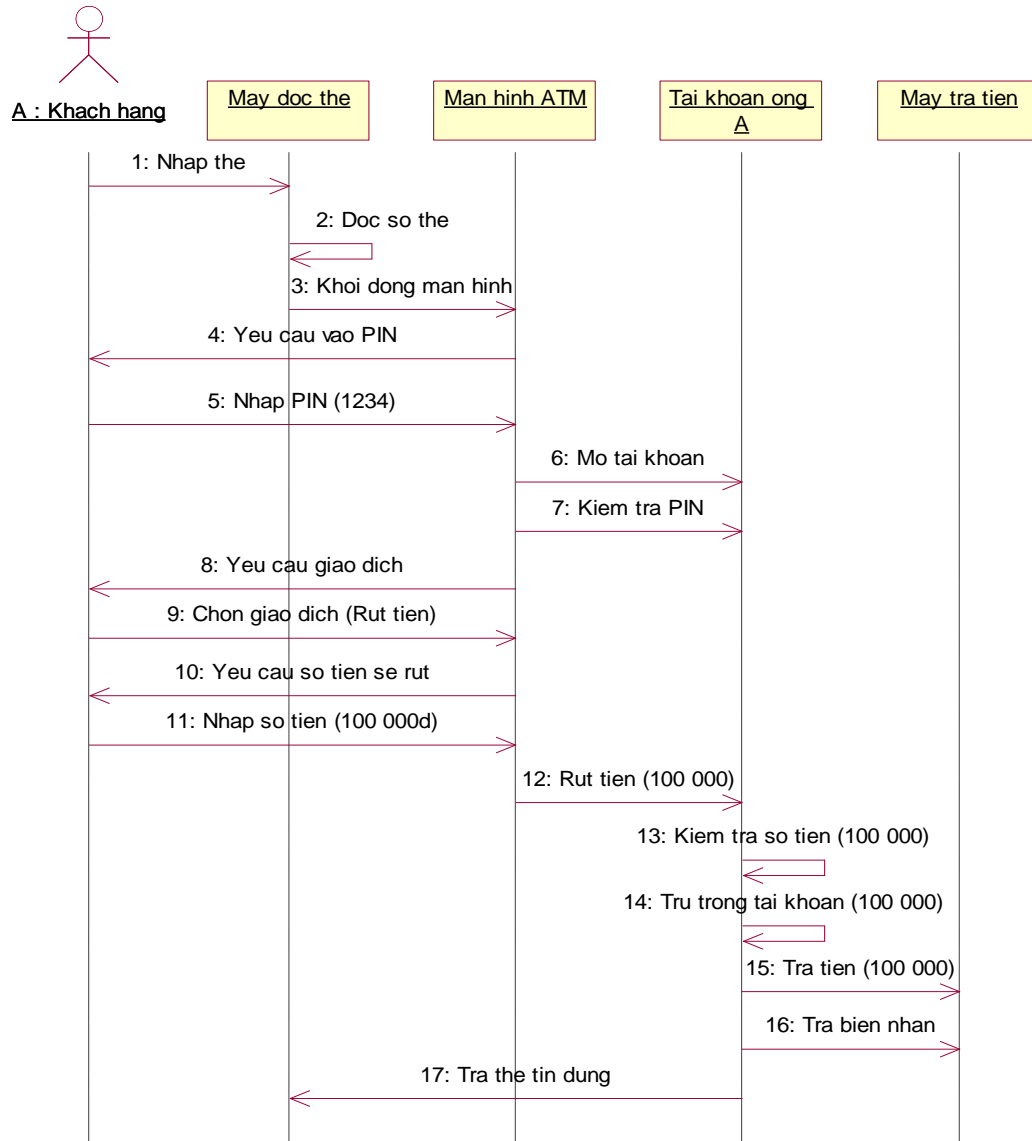 A : Khach hang
May doc the
Man hinh ATM
Tai khoan ong
A
May tra tien
1: Nhap the
2: Doc so the
3: Khoi dong man hinh
4: Yeu cau vao PIN
5: Nhap PIN (1234)
6: Mo tai khoan
7: Kiem tra PIN
8: Yeu cau giao dich
9: Chon giao dich (Rut tien)
10: Yeu cau so tien se rut
11: Nhap so tien (100 000d)
12: Rut tien (100 000)
13: Kiem tra so tien (100 000)
14: Tru trong tai khoan (100 000)
15: Tra tien (100 000)
16: Tra bien nhan
17: Tra the tin dung